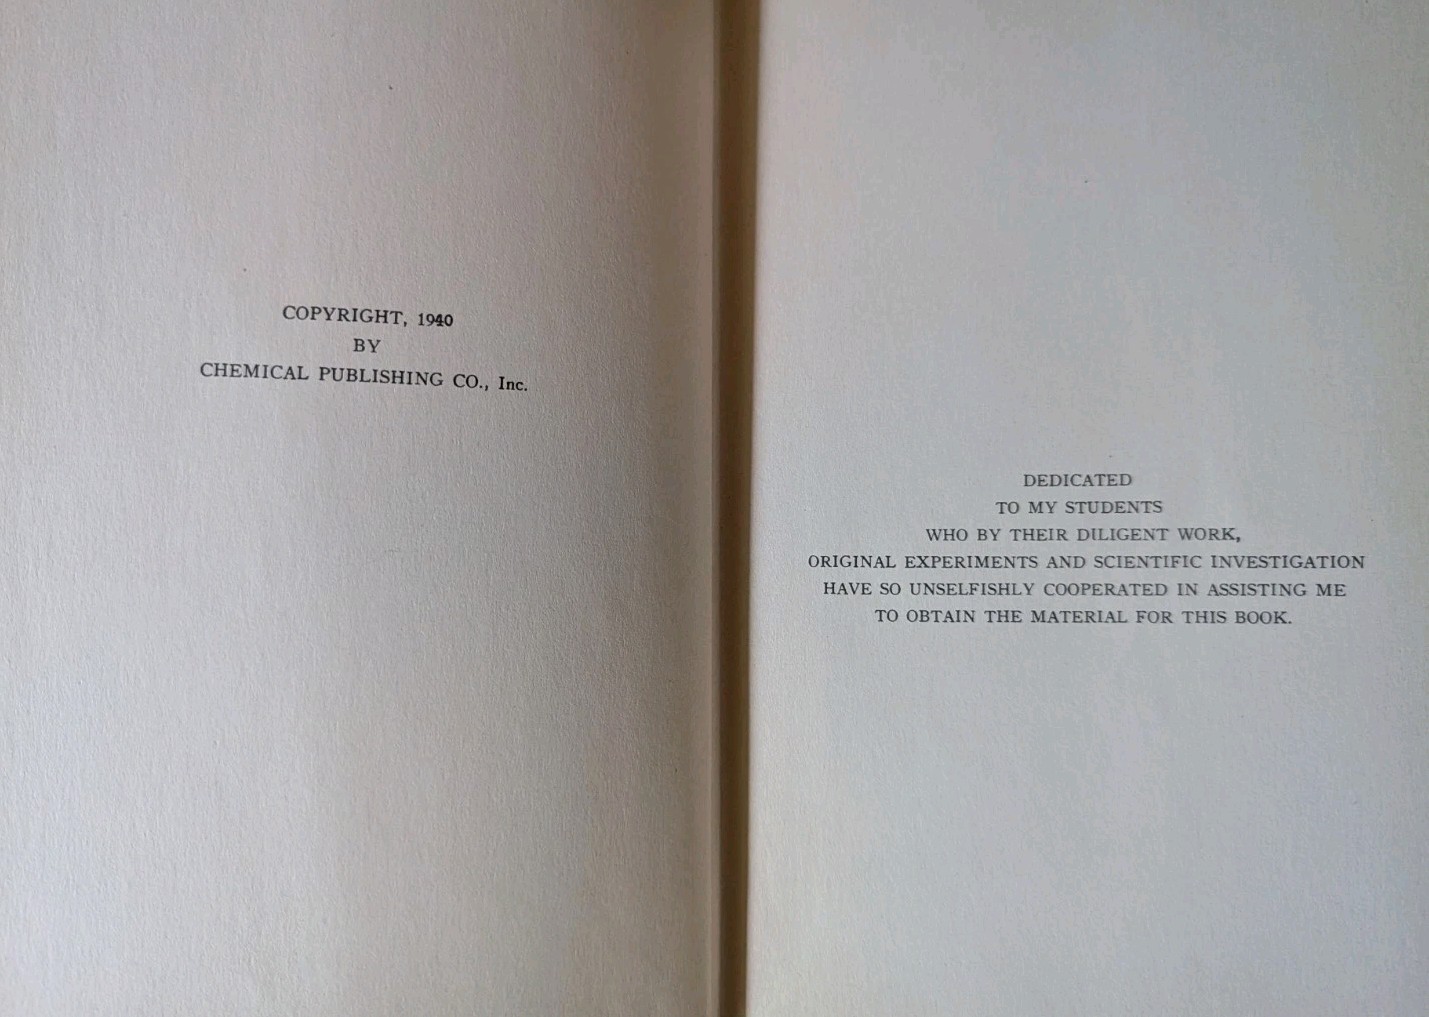 COPYRIGHT, 1940
BY
CHEMICAL PUBLISHING CO., Inc.
DEDICATED
TO MY STUDENTS
WHO BY THEIR DILIGENT WORK,
ORIGINAL EXPERIMENTS AND SCIENTIFIC INVESTIGATION
HAVE SO UNSELFISHLY COOPERATED IN ASSISTING ME
TO OBTAIN THE MATERIAL FOR THIS BOOK.